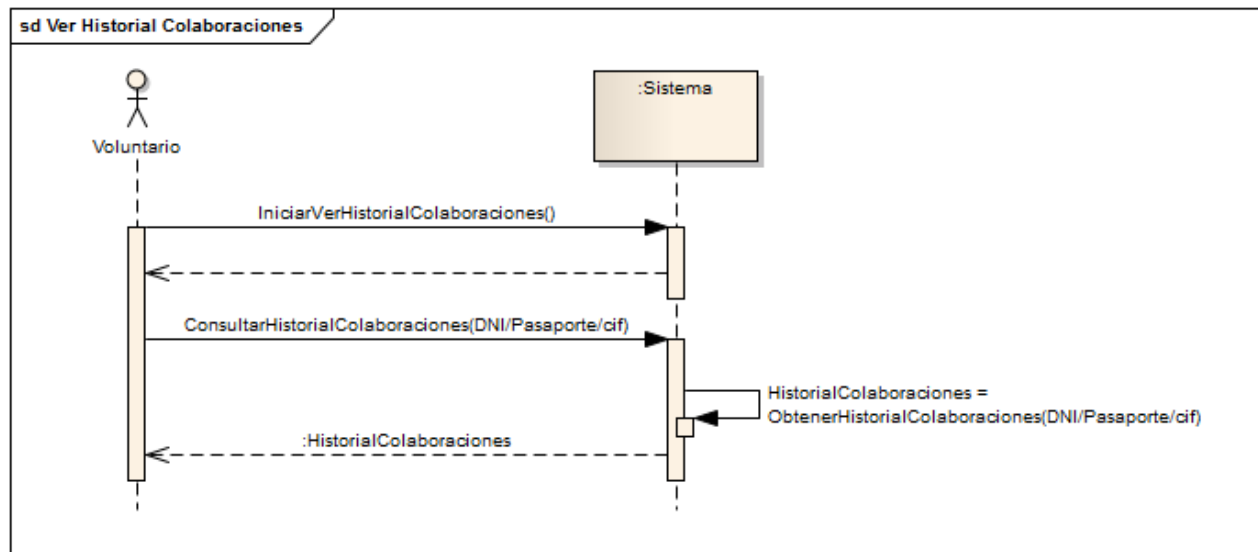 sd Ver Historial Colaboraciones
:Sistema
Voluntario
IniciarVerHistorialColaboraciones()
ConsultarHistorialColaboraciones(DNI/Pasaporte/cif)
HistorialColaboraciones =
ObtenerHistorialColaboraciones(DNI/Pasaporte/cif)
:HistorialColaboraciones